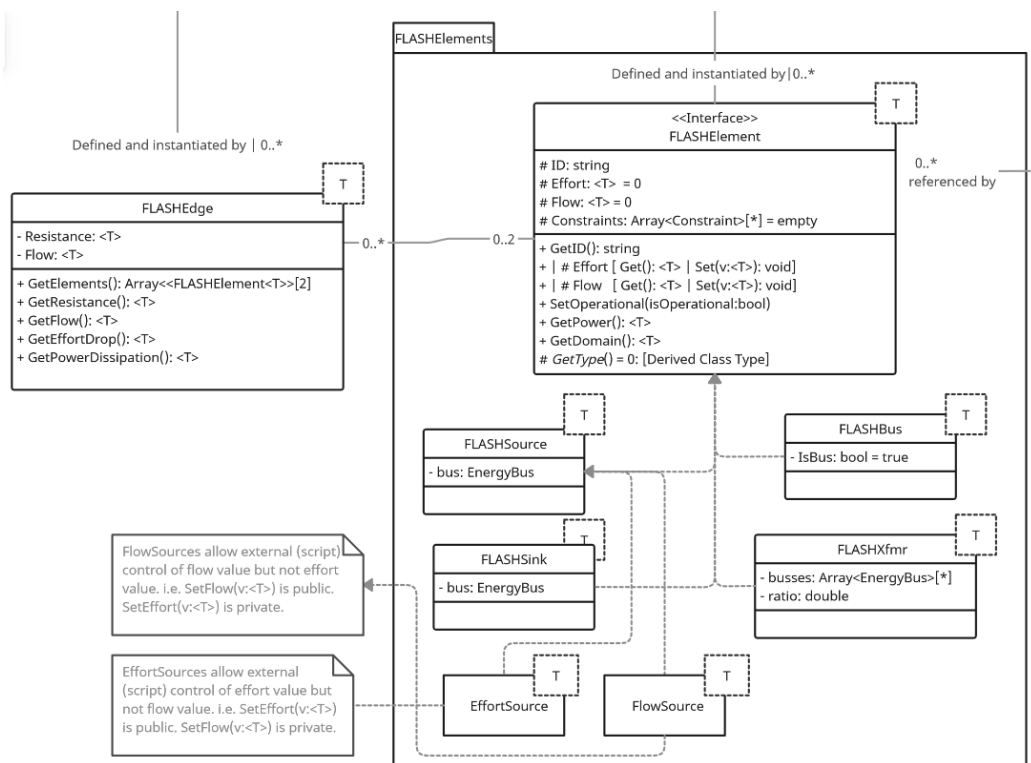 FLASHElements
Defined and instantiated by | 0..*
T
<<Interface>>
FLASHElement
# ID: string
# Effort: <T> = 0
# Flow: <T> = 0
# Constraints: Array<Constraint>[*] = empty
+ GetID(): string
+ | # Effort [ Get(): <T> | Set(v:<T>): void]
+ | # Flow [ Get(): <T> | Set(v:<T>): void]
+ SetOperational(isOperational:bool)
+ GetPower(): <T>
+ GetDomain(): <T>
# GetType() = 0: [Derived Class Type]
0..*
referenced by
Defined and instantiated by | 0..*
T
FLASHEdge
- Resistance: <T>
- Flow: <T>
+ GetElements(): Array<<FLASHElement<T>>[2]
+ GetResistance(): <T>
+ GetFlow(): <T>
+ GetEffortDrop(): <T>
+ GetPowerDissipation(): <T>
0..*
0..2
T
FLASHSource
- bus: EnergyBus
T
FLASHBus
- IsBus: bool = true
T
FLASHSink
- bus: EnergyBus
T
FLASHXfmr
- busses: Array<EnergyBus>[*]
- ratio: double
FlowSources allow external (script)
control of flow value but not effort
value. i.e. SetFlow(v:<T>) is public.
SetEffort(v:<T>) is private.
EffortSources allow external
(script) control of effort value but
not flow value. i.e. SetEffort(v:<T>)
is public. SetFlow(v:<T>) is private.
T
EffortSource
T
FlowSource